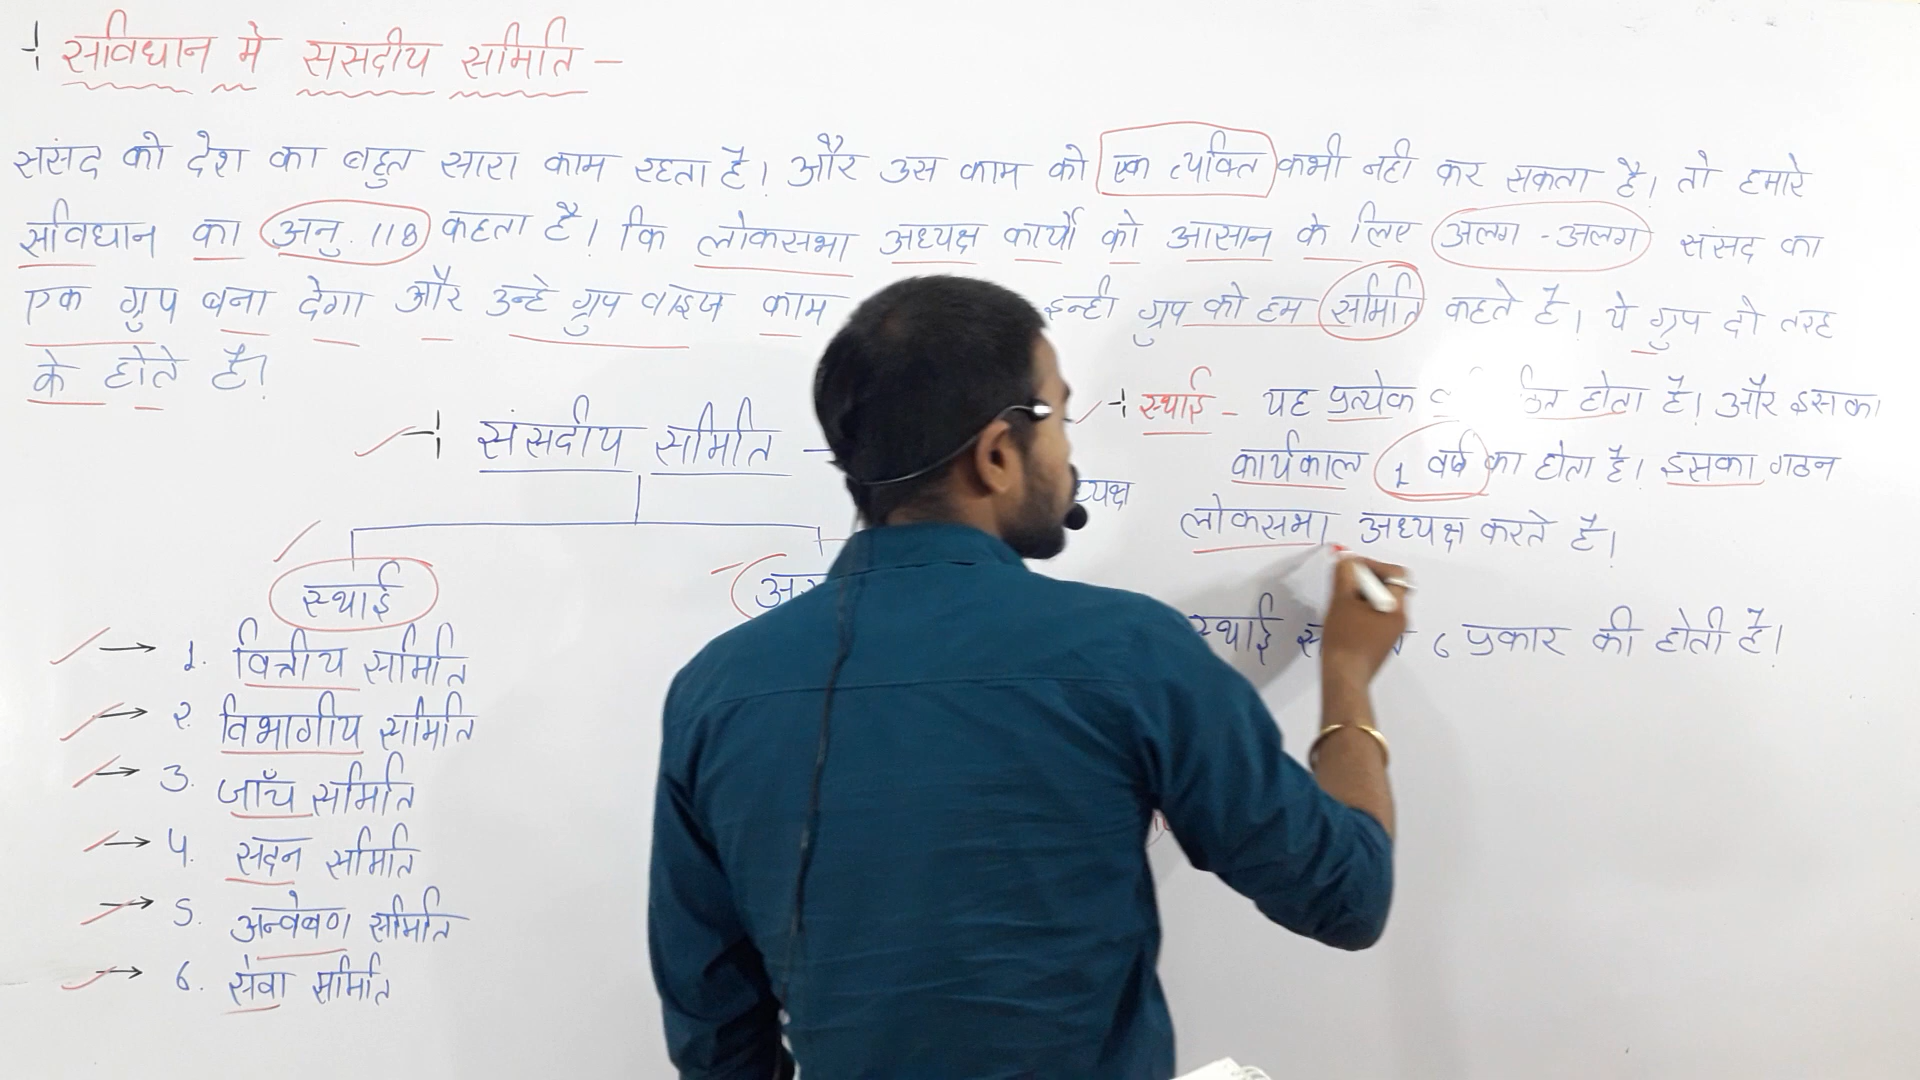 संविधान मे संसदीय समिति -
संसद को देश का बहुत सारा काम रहता है। और उस काम को एक व्यक्ति कभी नही कर सकता है। तो हमारे
संविधान का अनु. 118 कहता है। कि लोकसभा अध्यक्ष कार्यो को आसान के लिए अलग - अलग संसद का
एक ग्रुप बना देगा और उन्हे ग्रुप वाइज काम इन्ही ग्रुप को हम समिति कहते है। ये ग्रुप दो तरह
के होते है।
संसदीय समिति -
स्थाई
1. वित्तीय समिति
2. विभागीय समिति
3. जाँच समिति
4. सदन समिति
5. अन्वेषण समिति
6. सेवा समिति
स्थाई - यह प्रत्येक होता है। और इसका
कार्यकाल 1 वर्ष का होता है। इसका गठन
लोकसभा अध्यक्ष करते है।
स्थाई 6 प्रकार की होती है।